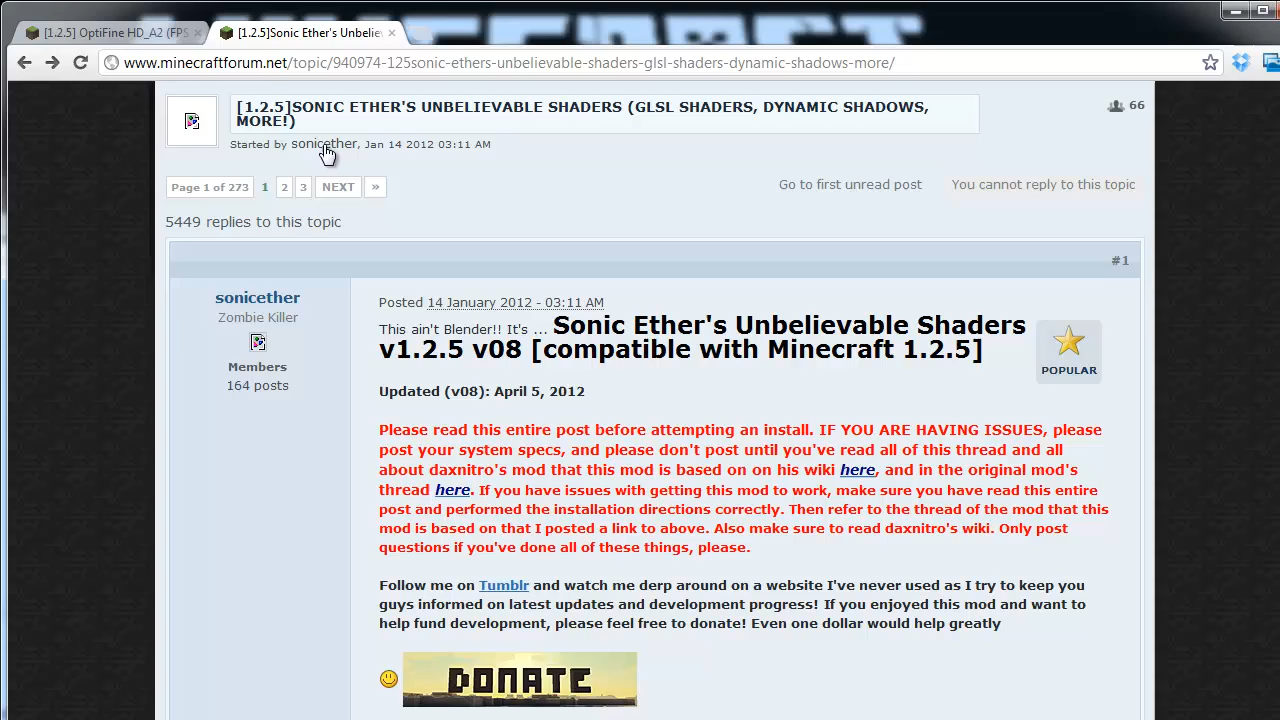 [1.2.5] OptiFine HD_A2 (FPS
[1.2.5]Sonic Ether's Unbelie
www.minecraftforum.net/topic/940974-125sonic-ethers-unbelievable-shaders-glsl-shaders-dynamic-shadows-more/
[1.2.5]SONIC ETHER'S UNBELIEVABLE SHADERS (GLSL SHADERS, DYNAMIC SHADOWS,
MORE!)
66
Started by sonicether, Jan 14 2012 03:11 AM
Page 1 of 273 1 2 3 NEXT »
Go to first unread post
You cannot reply to this topic
5449 replies to this topic
#1
sonicether
Zombie Killer
Members
164 posts
Posted 14 January 2012 - 03:11 AM
This ain't Blender!! It's ... Sonic Ether's Unbelievable Shaders
v1.2.5 v08 [compatible with Minecraft 1.2.5]
POPULAR
Updated (v08): April 5, 2012
Please read this entire post before attempting an install. IF YOU ARE HAVING ISSUES, please
post your system specs, and please don't post until you've read all of this thread and all
about daxnitro's mod that this mod is based on on his wiki here, and in the original mod's
thread here. If you have issues with getting this mod to work, make sure you have read this entire
post and performed the installation directions correctly. Then refer to the thread of the mod that this
mod is based on that I posted a link to above. Also make sure to read daxnitro's wiki. Only post
questions if you've done all of these things, please.
Follow me on Tumblr and watch me derp around on a website I've never used as I try to keep you
guys informed on latest updates and development progress! If you enjoyed this mod and want to
help fund development, please feel free to donate! Even one dollar would help greatly
DONATE